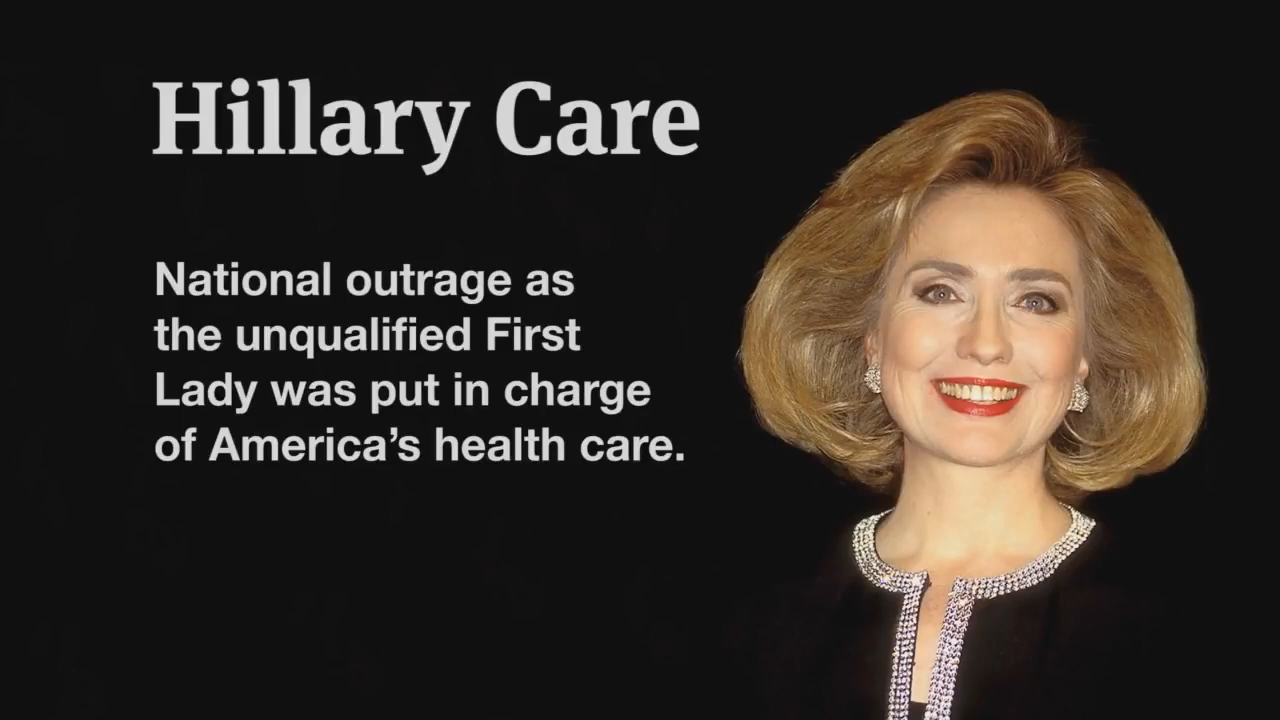 Hillary Care
National outrage as
the unqualified First
Lady was put in charge
of America’s health care.